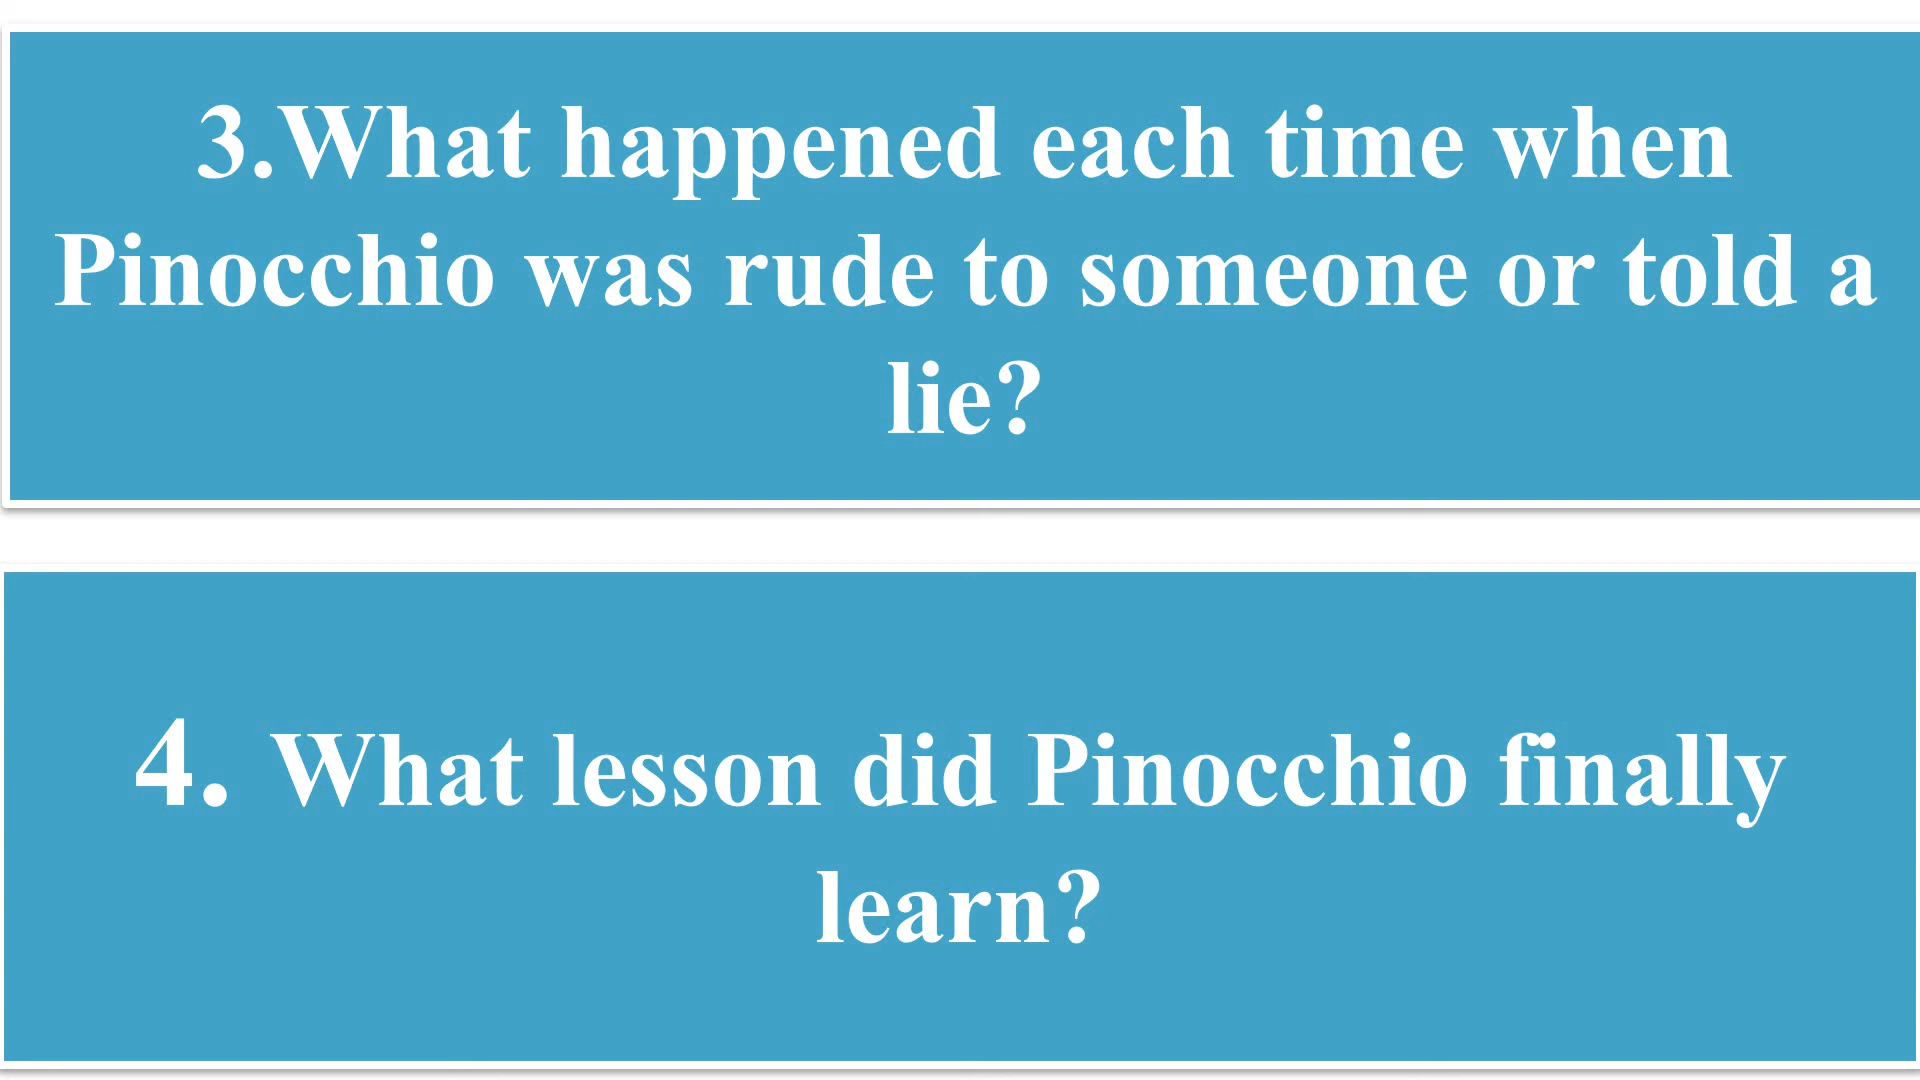 3.What happened each time when
Pinocchio was rude to someone or told a
lie?
4. What lesson did Pinocchio finally
learn?